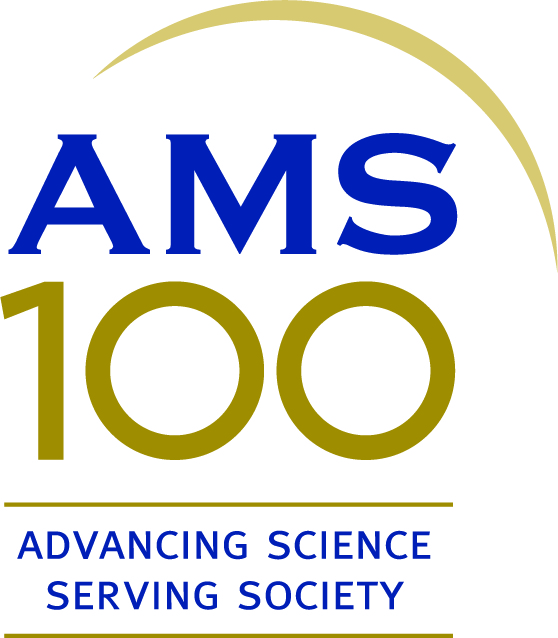 AMS
100
ADVANCING SCIENCE
SERVING SOCIETY